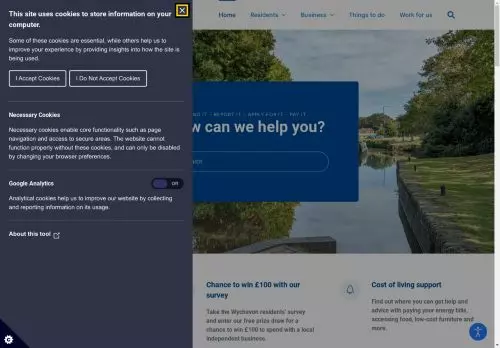 This site uses cookies to store information on your
computer.
Some of these cookies are essential, while others help us to
improve your experience by providing insights into how the site is
being used.
I Accept Cookies
I Do Not Accept Cookies
Necessary Cookies
Necessary cookies enable core functionality such as page
navigation and access to secure areas. The website cannot
function properly without these cookies, and can only be disabled
by changing your browser preferences.
Google Analytics
Off
Analytical cookies help us to improve our website by collecting
and reporting information on its usage.
About this tool
Home Residents Business Things to do Work for us
REPORT IT | APPLY FOR IT | PAY IT
can we help you?
Chance to win £100 with our
survey
Take the Wychavon residents' survey
and enter our free prize draw for a
chance to win £100 to spend with a local
independent business.
Cost of living support
Find out where you can get help and
advice with paying your energy bills,
accessing food, low-cost furniture and
more.